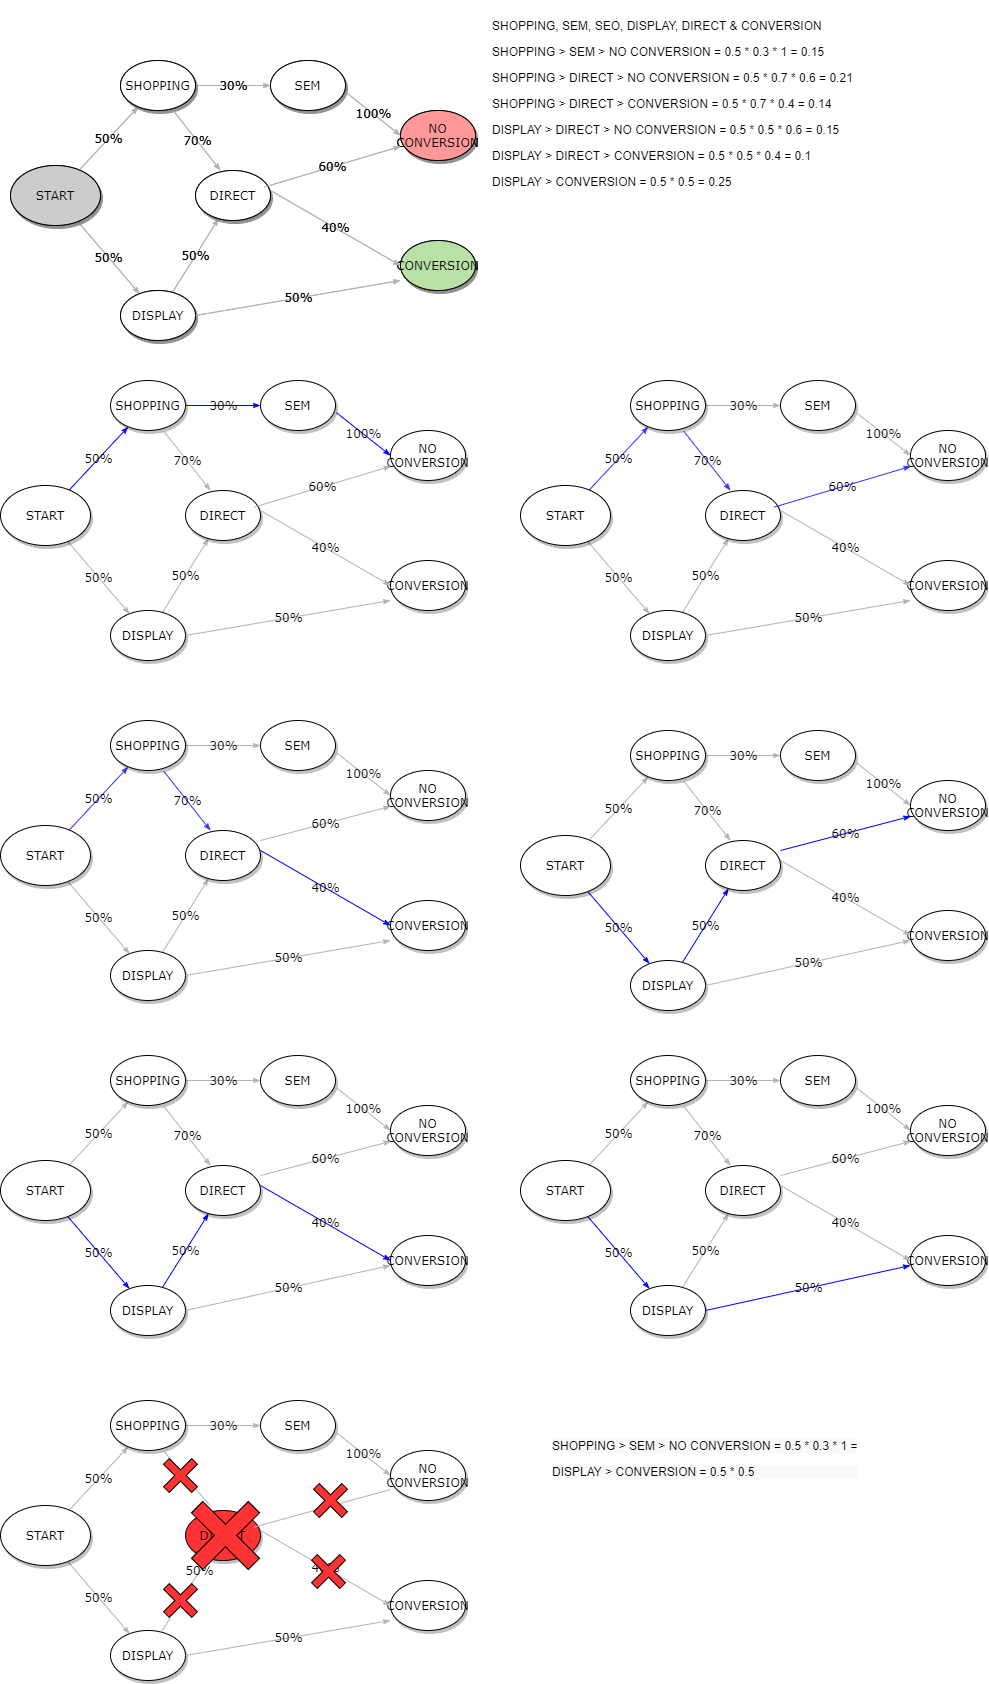 SHOPPING, SEM, SEO, DISPLAY, DIRECT & CONVERSION
SHOPPING > SEM > NO CONVERSION = 0.5 * 0.3 * 1 = 0.15
SHOPPING > DIRECT > NO CONVERSION = 0.5 * 0.7 * 0.6 = 0.21
SHOPPING > DIRECT > CONVERSION = 0.5 * 0.7 * 0.4 = 0.14
DISPLAY > DIRECT > NO CONVERSION = 0.5 * 0.5 * 0.6 = 0.15
DISPLAY > DIRECT > CONVERSION = 0.5 * 0.5 * 0.4 = 0.1
DISPLAY > CONVERSION = 0.5 * 0.5 = 0.25
SHOPPING
30%
SEM
100%
NO
CONVERSION
50%
70%
60%
START
DIRECT
40%
50%
50%
CONVERSION
50%
DISPLAY
SHOPPING
30%
SEM
100%
NO
CONVERSION
50%
70%
60%
START
DIRECT
40%
50%
50%
CONVERSION
50%
DISPLAY
SHOPPING
30%
SEM
100%
NO
CONVERSION
50%
70%
60%
START
DIRECT
40%
50%
50%
CONVERSION
50%
DISPLAY
SHOPPING
30%
SEM
100%
NO
CONVERSION
50%
70%
60%
START
DIRECT
40%
50%
50%
CONVERSION
50%
DISPLAY
SHOPPING
30%
SEM
100%
NO
CONVERSION
50%
70%
60%
START
DIRECT
40%
50%
50%
CONVERSION
50%
DISPLAY
SHOPPING
30%
SEM
100%
NO
CONVERSION
50%
70%
60%
START
DIRECT
40%
50%
50%
CONVERSION
50%
DISPLAY
SHOPPING
30%
SEM
100%
NO
CONVERSION
50%
70%
60%
START
DIRECT
40%
50%
50%
CONVERSION
50%
DISPLAY
SHOPPING
30%
SEM
100%
NO
CONVERSION
50%
START
50%
50%
CONVERSION
50%
DISPLAY
SHOPPING > SEM > NO CONVERSION = 0.5 * 0.3 * 1 =
DISPLAY > CONVERSION = 0.5 * 0.5